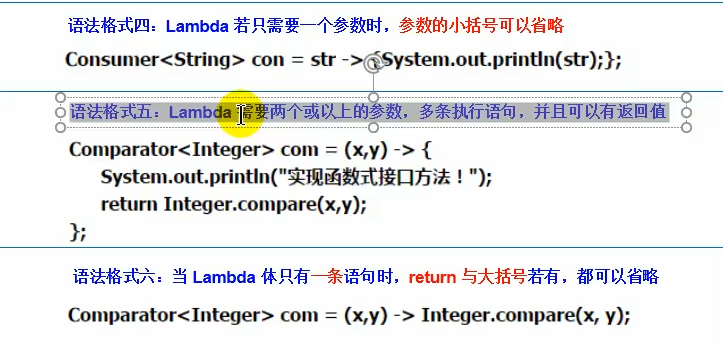 语法格式四：Lambda 若只需要一个参数时，参数的小括号可以省略
Consumer<String> con = str -> {System.out.println(str);};
语法格式五：Lambda 需要两个或以上的参数，多条执行语句，并且可以有返回值
Comparator<Integer> com = (x,y) -> {
System.out.println("实现函数式接口方法！");
return Integer.compare(x,y);
};
语法格式六：当 Lambda 体只有一条语句时，return 与大括号若有，都可以省略
Comparator<Integer> com = (x,y) -> Integer.compare(x, y);